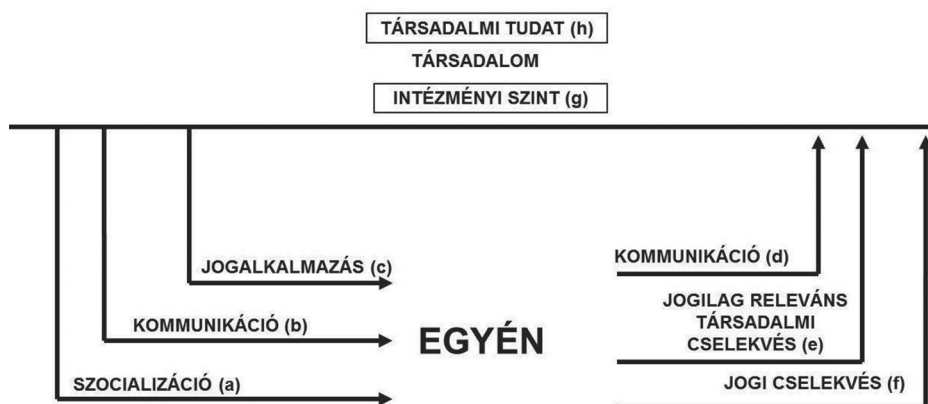 TÁRSADALMI TUDAT (h)
TÁRSADALOM
INTÉZMÉNYI SZINT (g)
JOGALKALMAZÁS (c)
KOMMUNIKÁCIÓ (b)
SZOCIALIZÁCIÓ (a)
EGYÉN
KOMMUNIKÁCIÓ (d)
JOGILAG RELEVÁNS
TÁRSADALMI
CSELEKVÉS (e)
JOGI CSELEKVÉS (f)